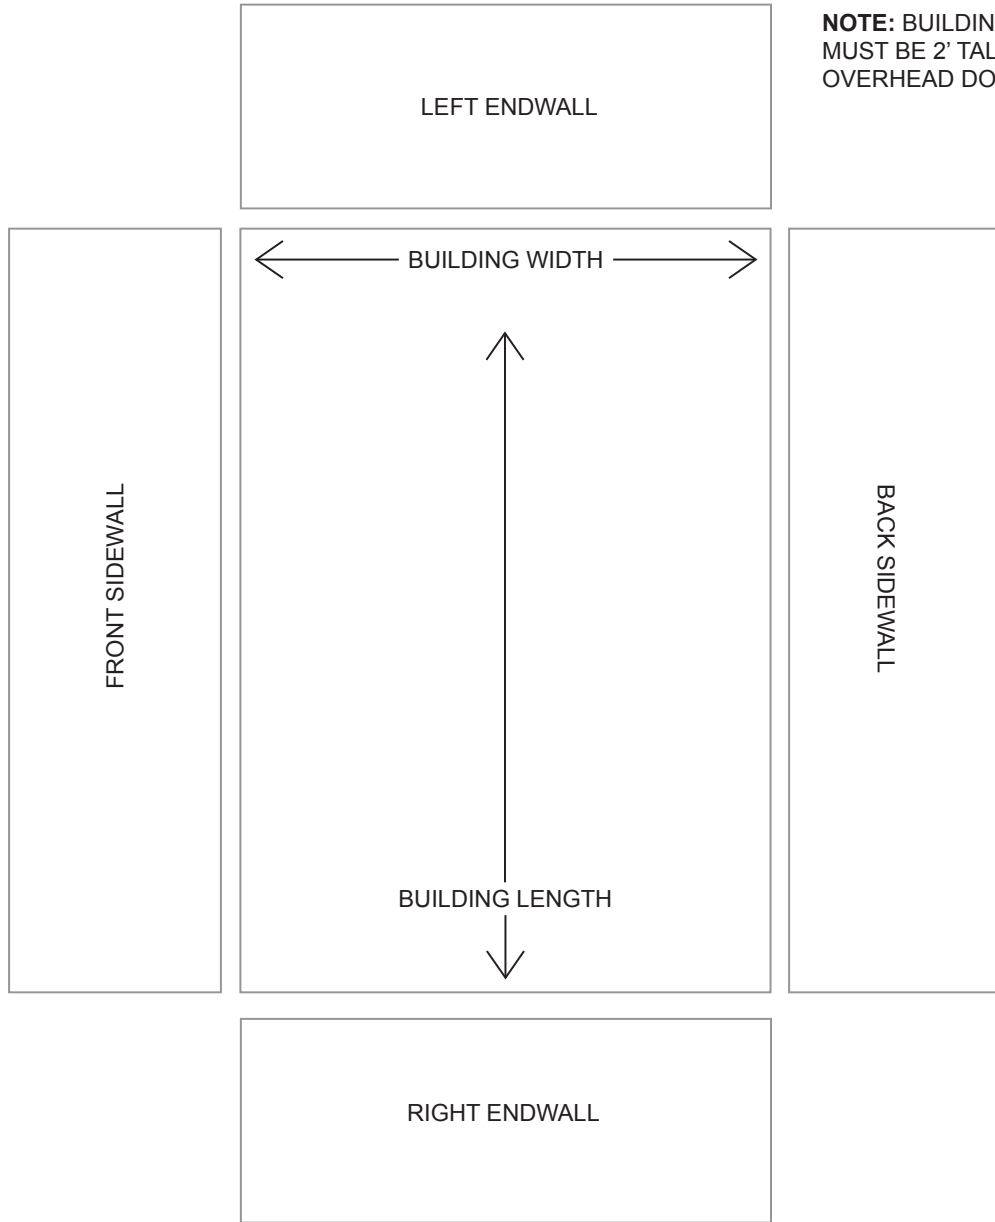 NOTE: BUILDIN
MUST BE 2’ TAL
OVERHEAD DO
LEFT ENDWALL
BUILDING WIDTH
FRONT SIDEWALL
BACK SIDEWALL
BUILDING LENGTH
RIGHT ENDWALL